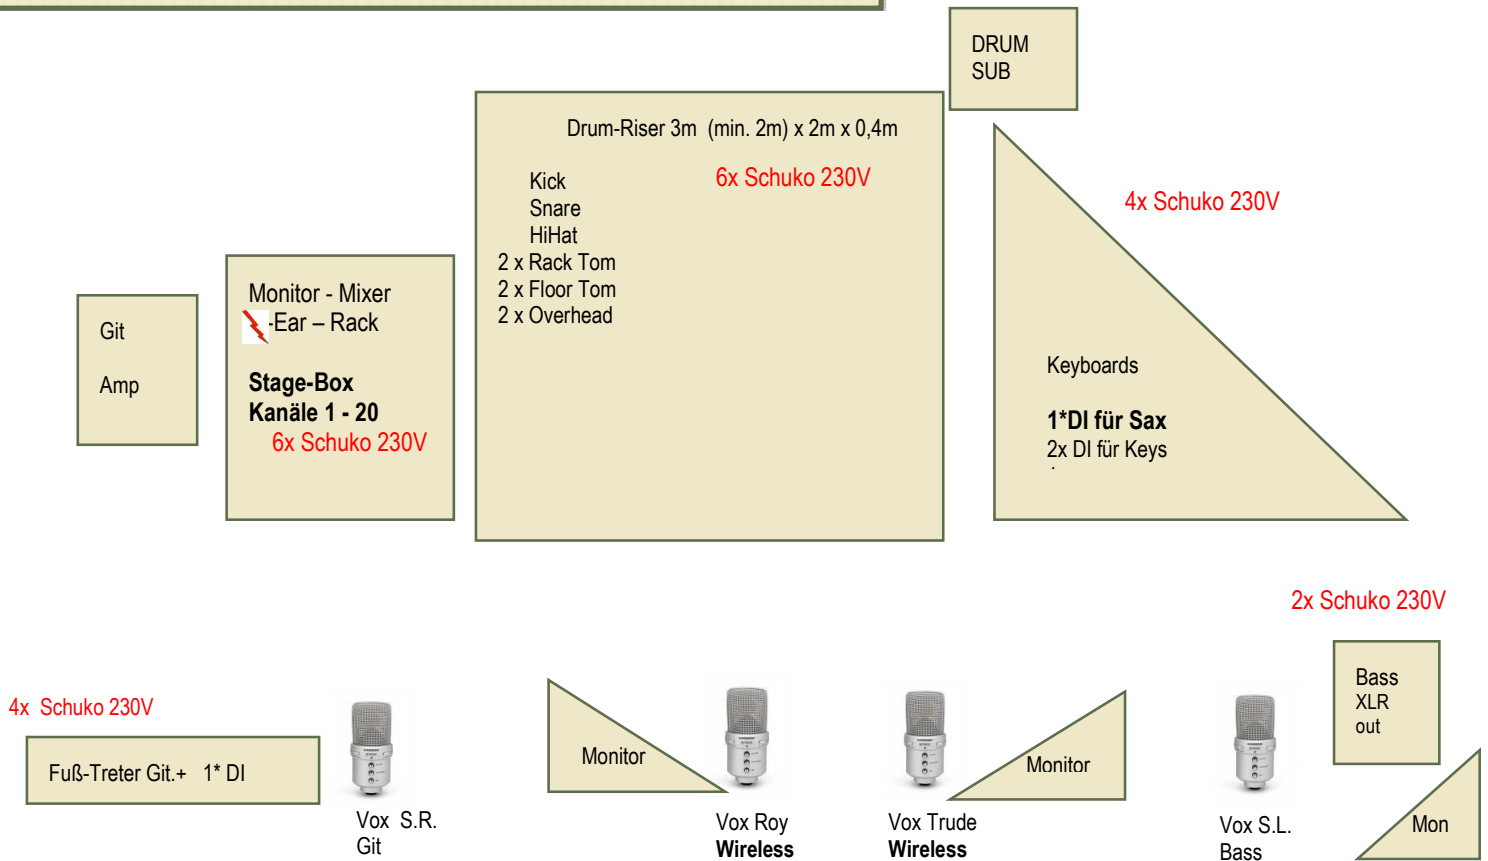 DRUM
SUB
Drum-Riser 3m (min. 2m) x 2m x 0,4m
6x Schuko 230V
Kick
Snare
HiHat
2 x Rack Tom
2 x Floor Tom
2 x Overhead
4x Schuko 230V
Git
Amp
Monitor - Mixer
-Ear – Rack
Stage-Box
Kanäle 1 - 20
6x Schuko 230V
Keyboards
1*DI für Sax
2x DI für Keys
2x Schuko 230V
Bass
XLR
out
4x Schuko 230V
Fuß-Treter Git.+ 1* DI
Monitor
Monitor
Mon
Vox S.R.
Git
Vox Roy
Wireless
Vox Trude
Wireless
Vox S.L.
Bass